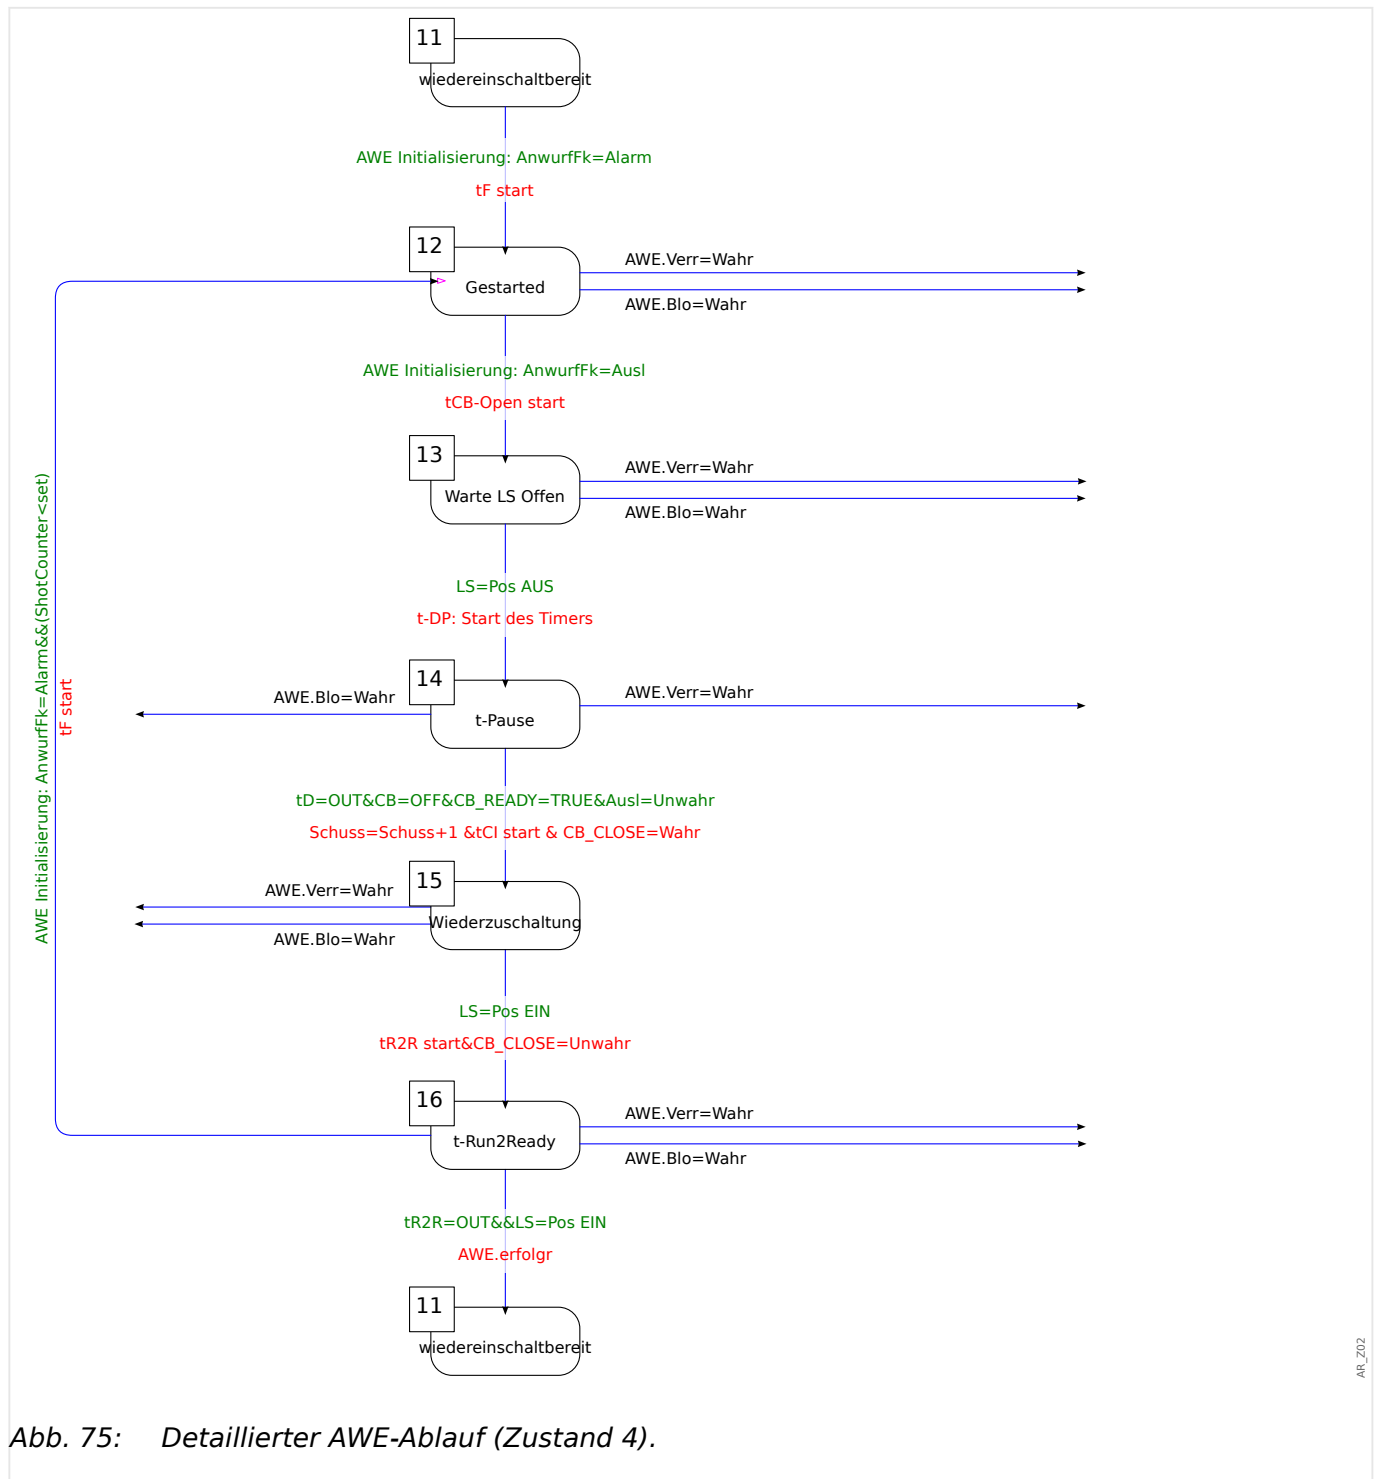 11
wiedereinschaltbereit
AWE Initialisierung: AnwurfFk=Alarm
tF start
12
Gestarted
AWE.Verr=Wahr
AWE.Blo=Wahr
AWE Initialisierung: AnwurfFk=Ausl
tCB-Open start
13
Warte LS Offen
AWE.Verr=Wahr
AWE.Blo=Wahr
AWE Initialisierung: AnwurfFk=Alarm&&(ShotCounter<set)
tF start
LS=Pos AUS
t-DP: Start des Timers
14
t-Pause
AWE.Blo=Wahr
AWE.Verr=Wahr
tD=OUT&CB=OFF&CB_READY=TRUE&Ausl=Unwahr
Schuss=Schuss+1 &tCI start & CB_CLOSE=Wahr
15
Wiederzuschaltung
AWE.Verr=Wahr
AWE.Blo=Wahr
LS=Pos EIN
tR2R start&CB_CLOSE=Unwahr
16
t-Run2Ready
AWE.Verr=Wahr
AWE.Blo=Wahr
tR2R=OUT&&LS=Pos EIN
AWE.erfolgr
11
wiedereinschaltbereit
AR_Z02
Abb. 75: Detaillierter AWE-Ablauf (Zustand 4).